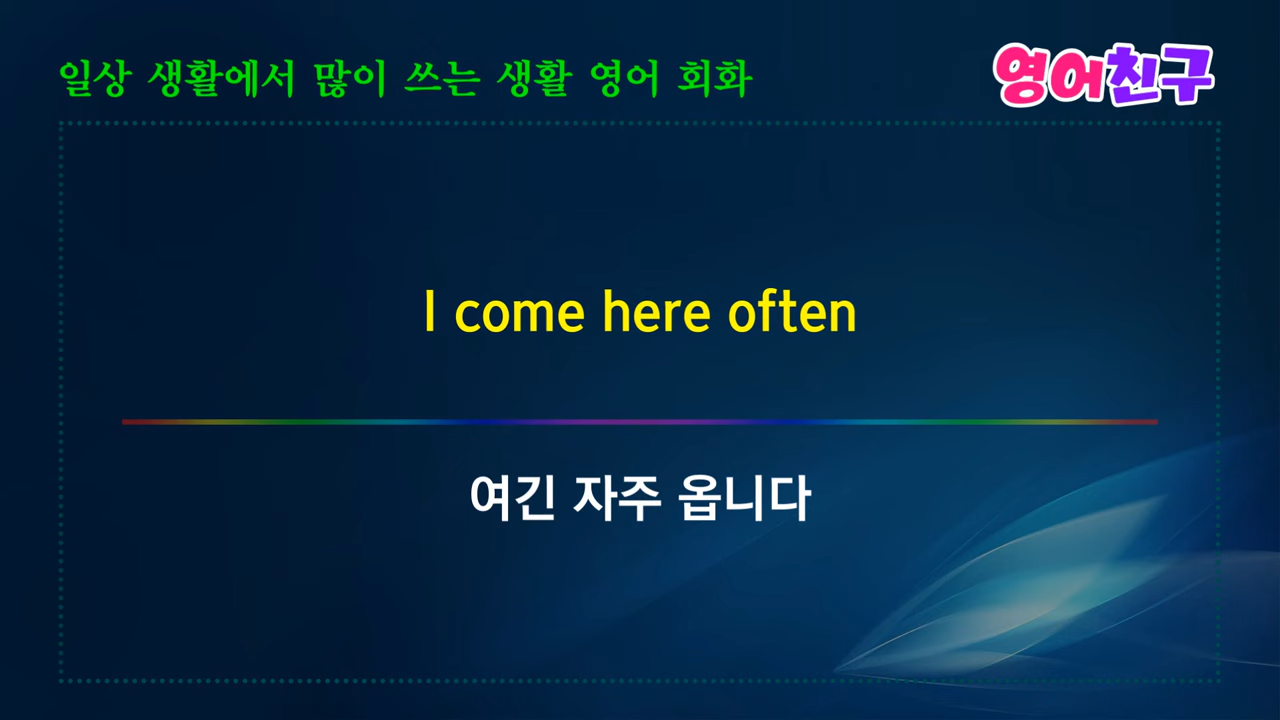 일상 생활에서 많이 쓰는 생활 영어 회화
영어친구
I come here often
여긴 자주 옵니다